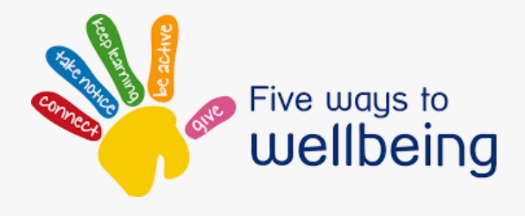 connect
take notice
keep learning
be active
give
Five ways to
wellbeing